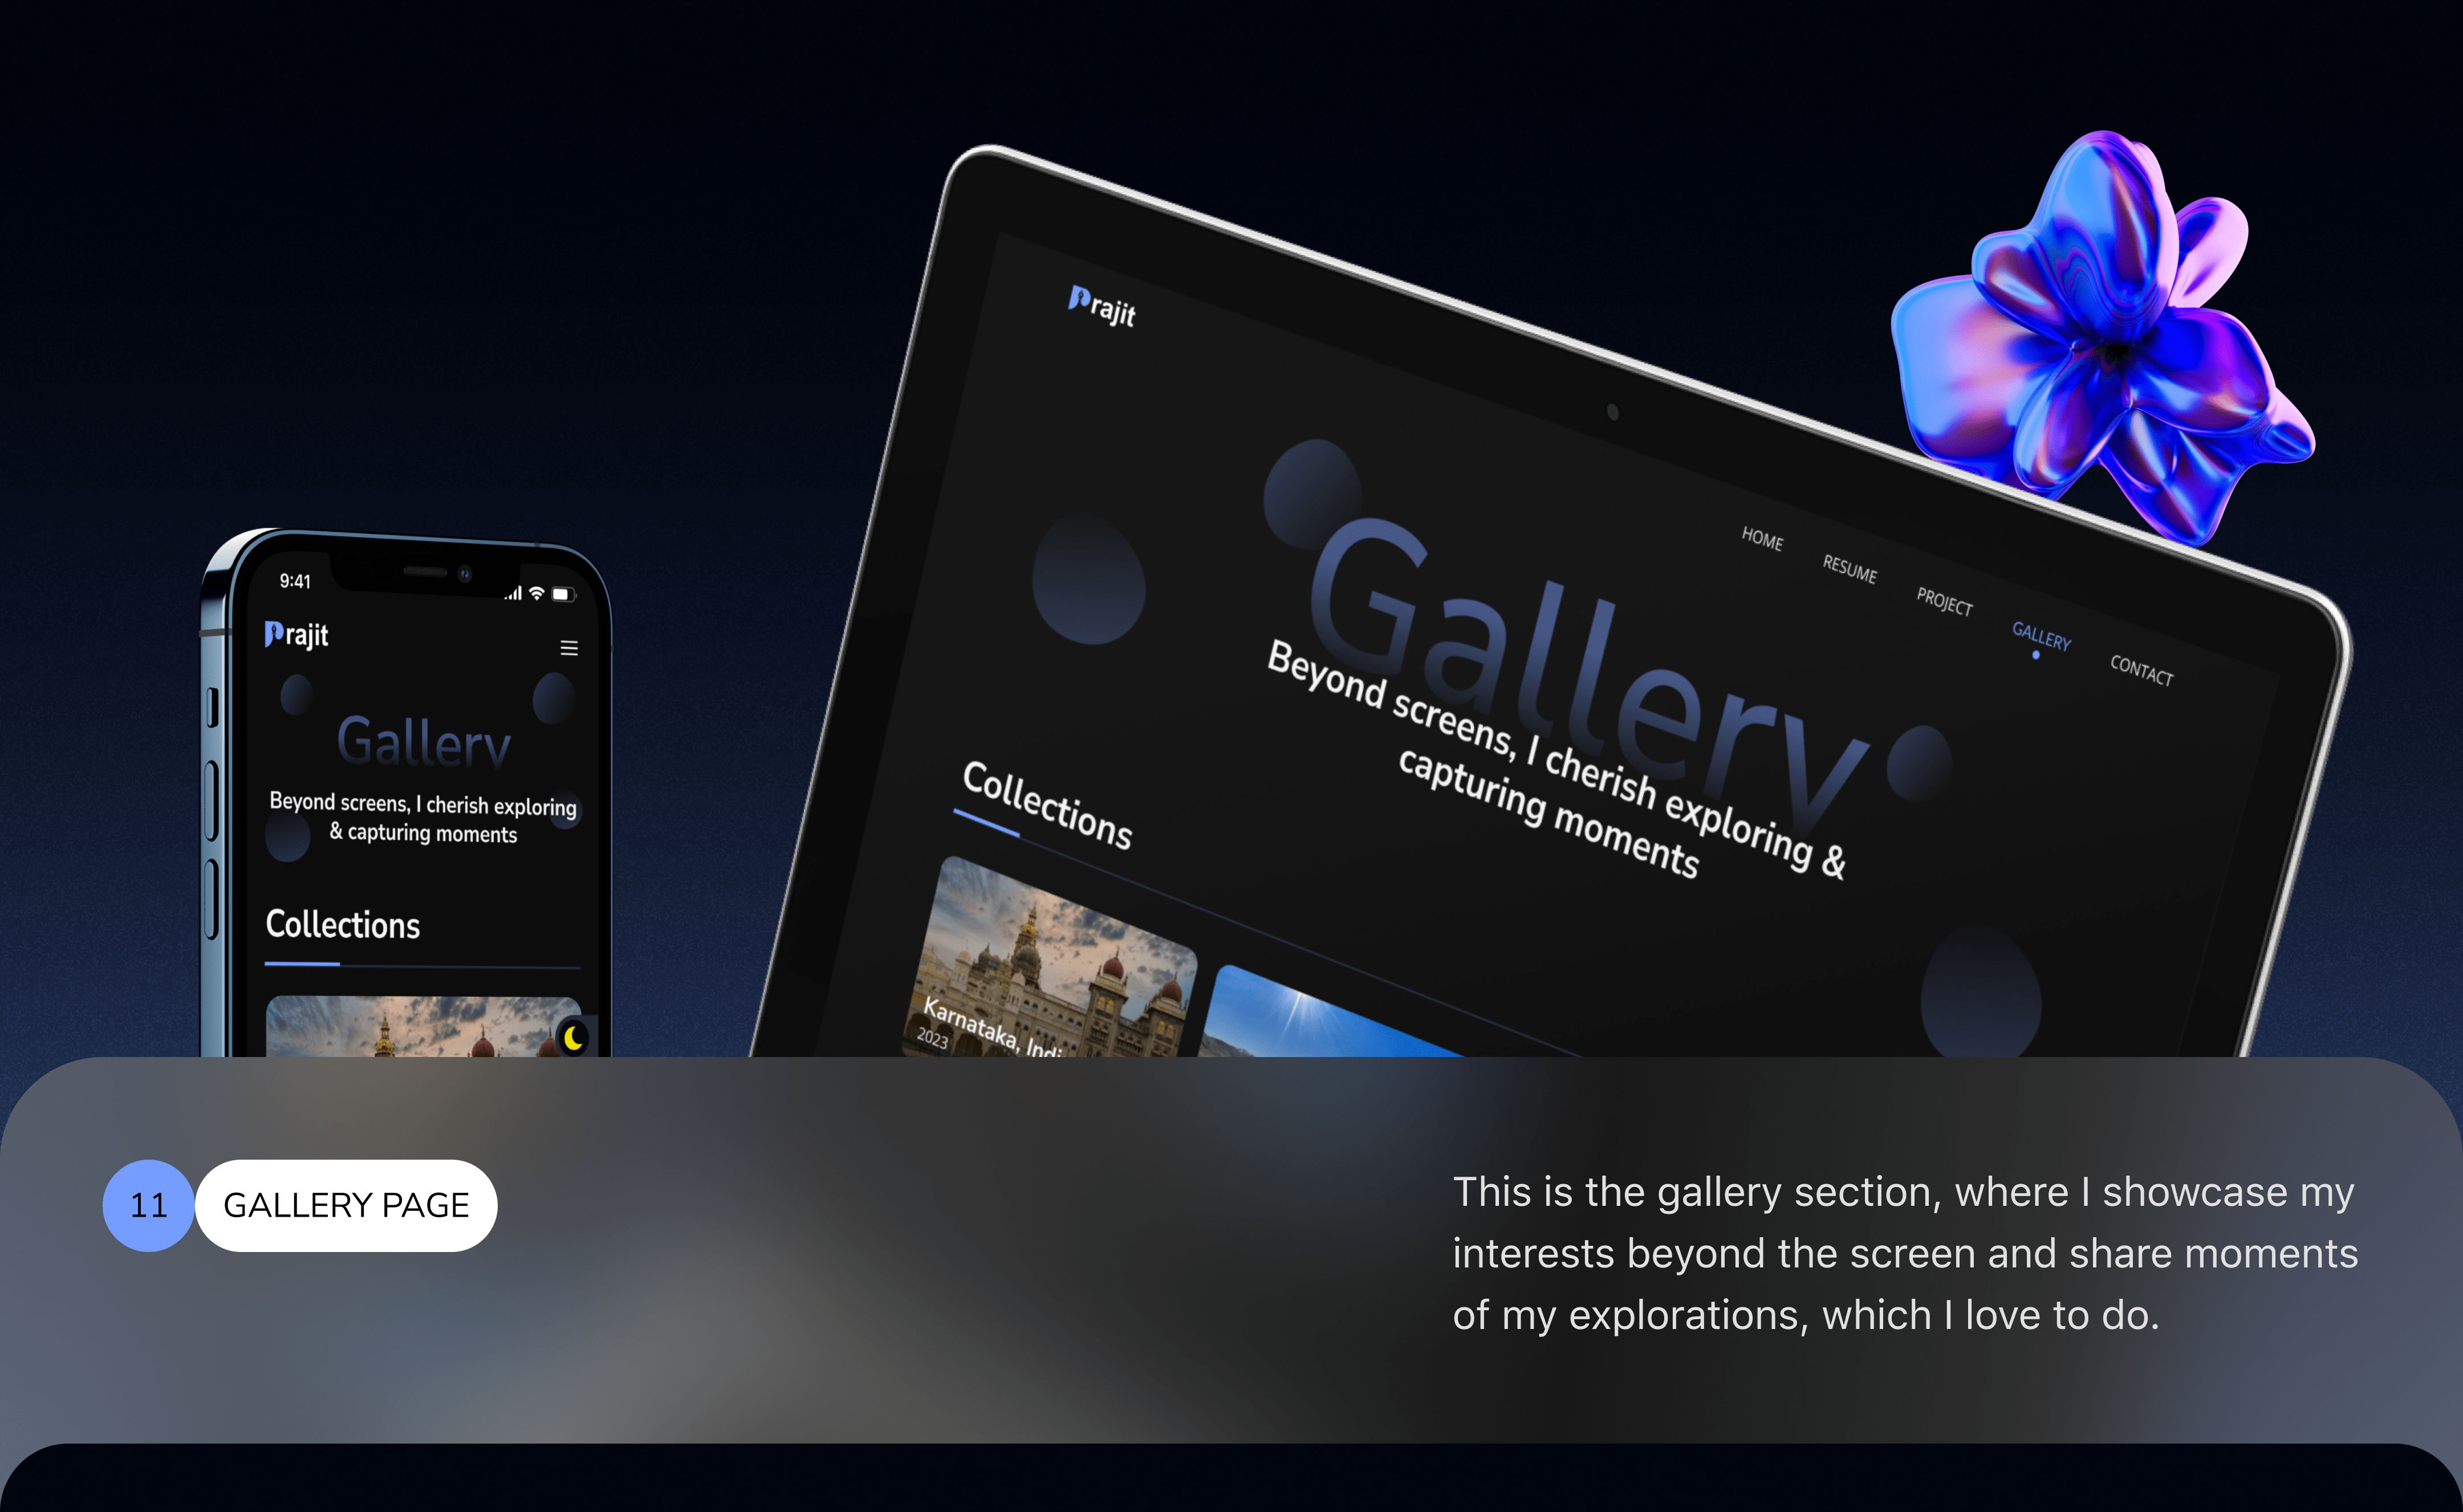 Prajit
HOME
RESUME
PROJECT
GALLERY
CONTACT
Gallery
Beyond screens, I cherish exploring &
capturing moments
Collections
Karnataka, Indi
2023
9:41
Prajit
Gallery
Beyond screens, I cherish exploring
& capturing moments
Collections
11
GALLERY PAGE
This is the gallery section, where I showcase my
interests beyond the screen and share moments
of my explorations, which I love to do.